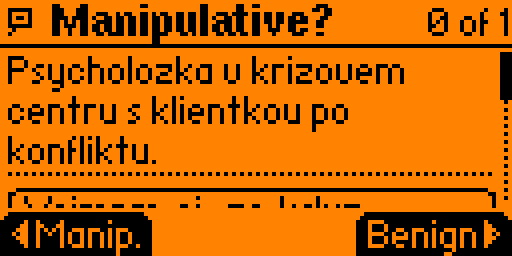 Manipulative?
0 of 1
Psycholozka v krizovem
centru s klientkou po
konfliktu.
Manip.
Benign